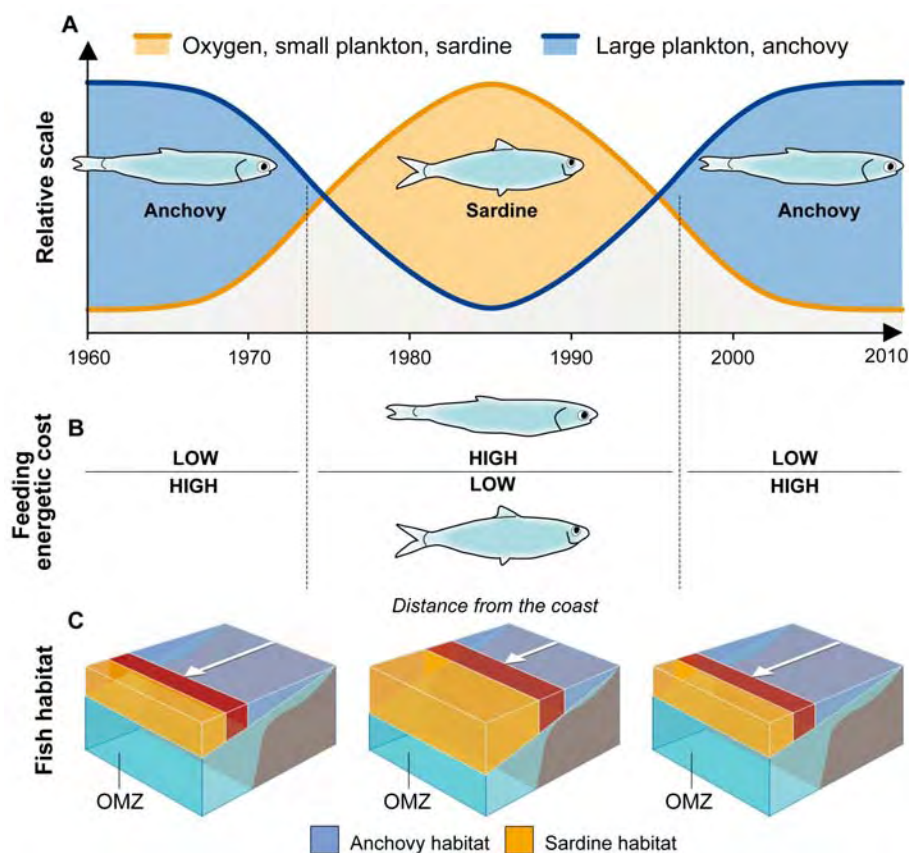 A
Oxygen, small plankton, sardine
Large plankton, anchovy
Relative scale
Anchovy
Sardine
Anchovy
1960
1970
1980
1990
2000
2010
B
Feeding
energetic cost
LOW
HIGH
HIGH
LOW
LOW
HIGH
Distance from the coast
C
Fish habitat
OMZ
OMZ
OMZ
Anchovy habitat
Sardine habitat